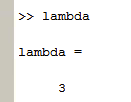 >> lambda
lambda =
3